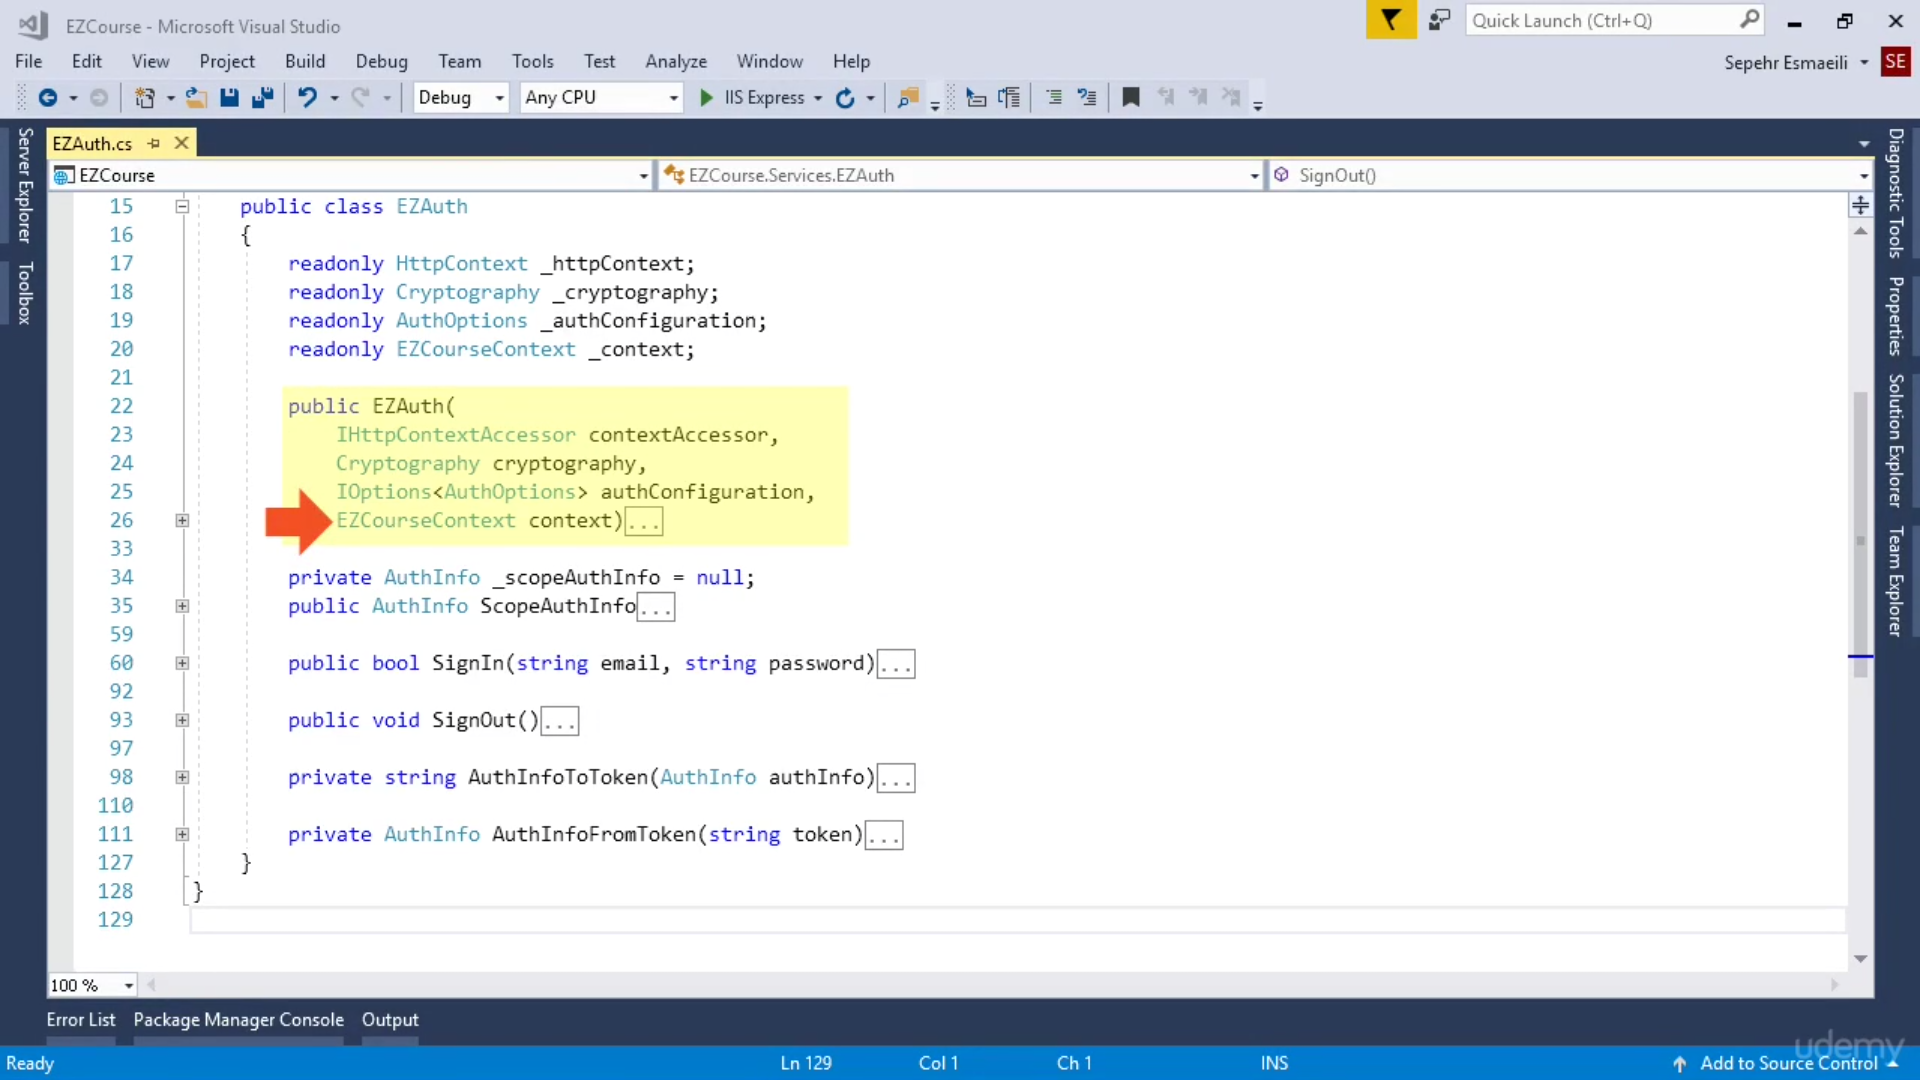 EZCourse - Microsoft Visual Studio
Quick Launch (Ctrl+Q)
File Edit View Project Build Debug Team Tools Test Analyze Window Help
Sepehr Esmaeili SE
Debug Any CPU IIS Express
Server Explorer
Toolbox
EZAuth.cs
EZCourse EZCourse.Services.EZAuth SignOut()
Diagnostic Tools
Properties
Solution Explorer
Team Explorer
15 public class EZAuth
16 {
17 readonly HttpContext _httpContext;
18 readonly Cryptography _cryptography;
19 readonly AuthOptions _authConfiguration;
20 readonly EZCourseContext _context;
21
22 public EZAuth(
23 IHttpContextAccessor contextAccessor,
24 Cryptography cryptography,
25 IOptions<AuthOptions> authConfiguration,
26 EZCourseContext context)...
33
34 private AuthInfo _scopeAuthInfo = null;
35 public AuthInfo ScopeAuthInfo...
59
60 public bool SignIn(string email, string password)...
92
93 public void SignOut()...
97
98 private string AuthInfoToToken(AuthInfo authInfo)...
110
111 private AuthInfo AuthInfoFromToken(string token)...
127 }
128 }
129
100 %
Error List Package Manager Console Output
Ready Ln 129 Col 1 Ch 1 INS Add to Source Control
udemy